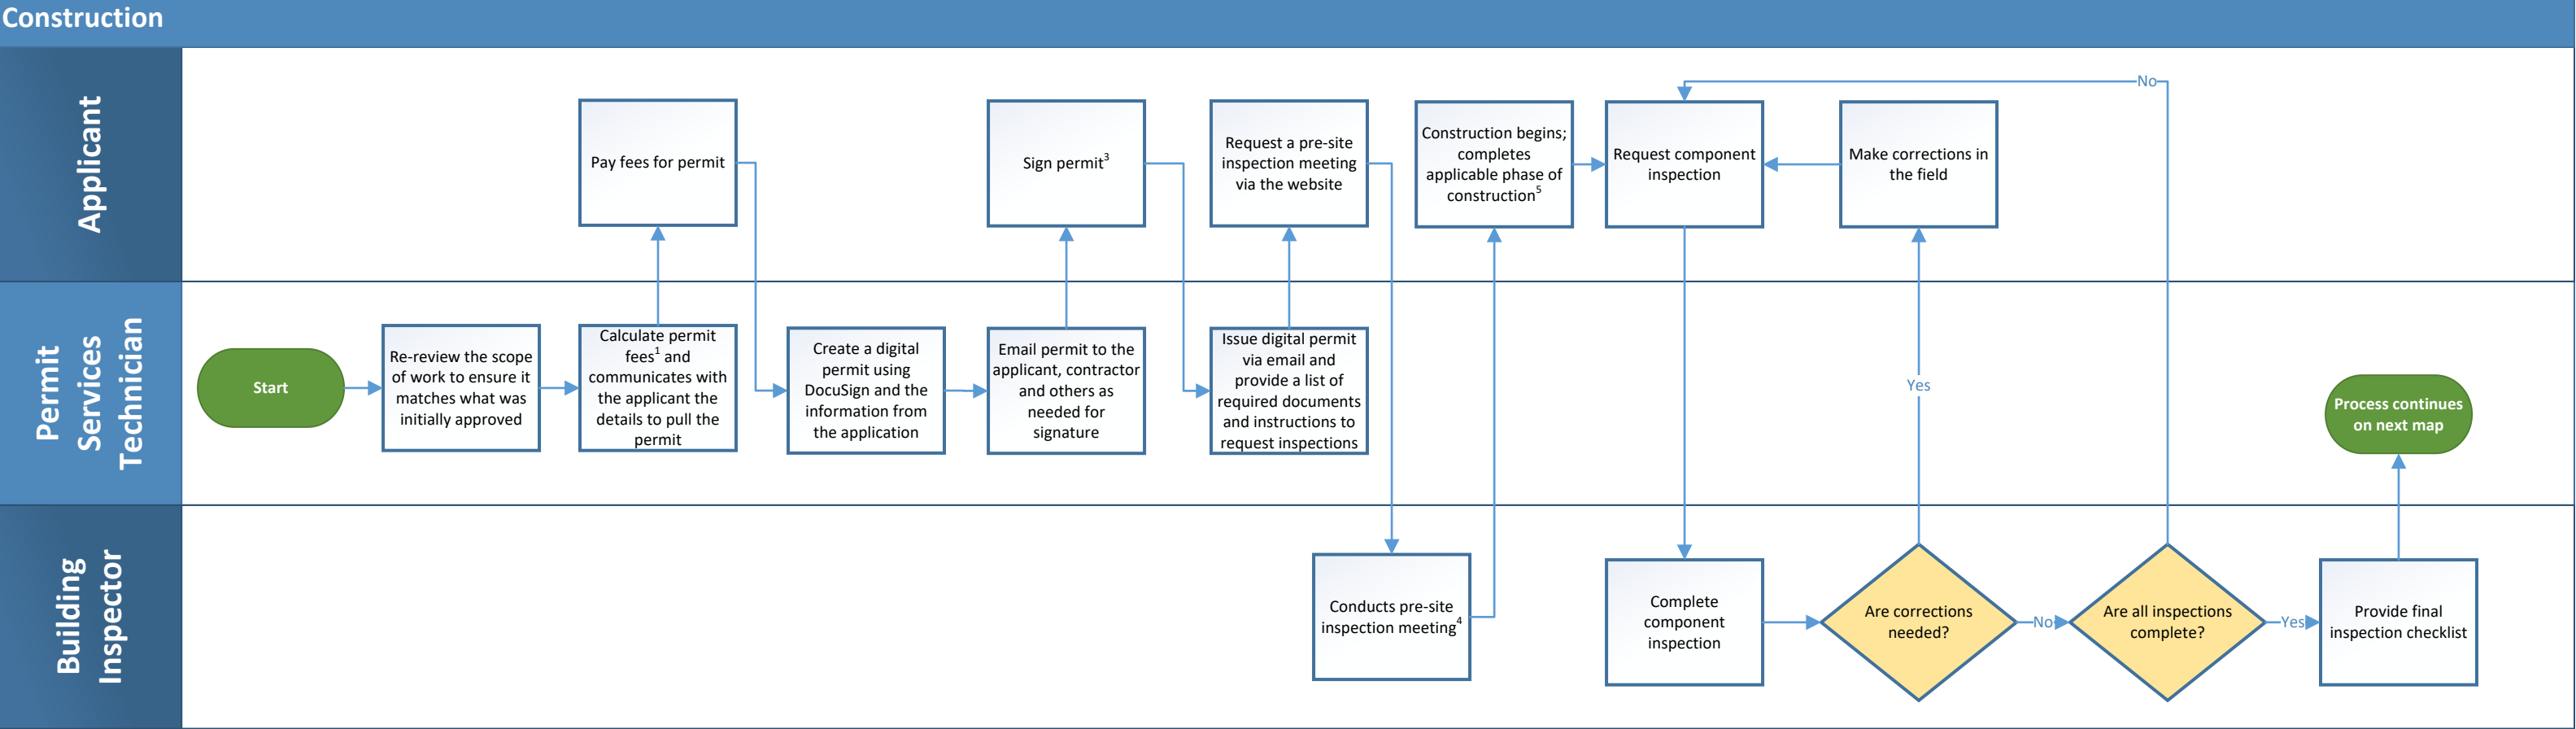 Construction
Applicant
Pay fees for permit
Sign permit³
Request a pre-site
inspection meeting
via the website
Construction begins;
completes
applicable phase of
construction⁵
Request component
inspection
Make corrections in
the field
No
Permit
Services
Technician
Start
Re-review the scope
of work to ensure it
matches what was
initially approved
Calculate permit
fees¹ and
communicates with
the applicant the
details to pull the
permit
Create a digital
permit using
DocuSign and the
information from
the application
Email permit to the
applicant, contractor
and others as
needed for
signature
Issue digital permit
via email and
provide a list of
required documents
and instructions to
request inspections
Yes
Process continues
on next map
Building
Inspector
Conducts pre-site
inspection meeting⁴
Complete
component
inspection
Are corrections
needed?
No
Are all inspections
complete?
Yes
Provide final
inspection checklist